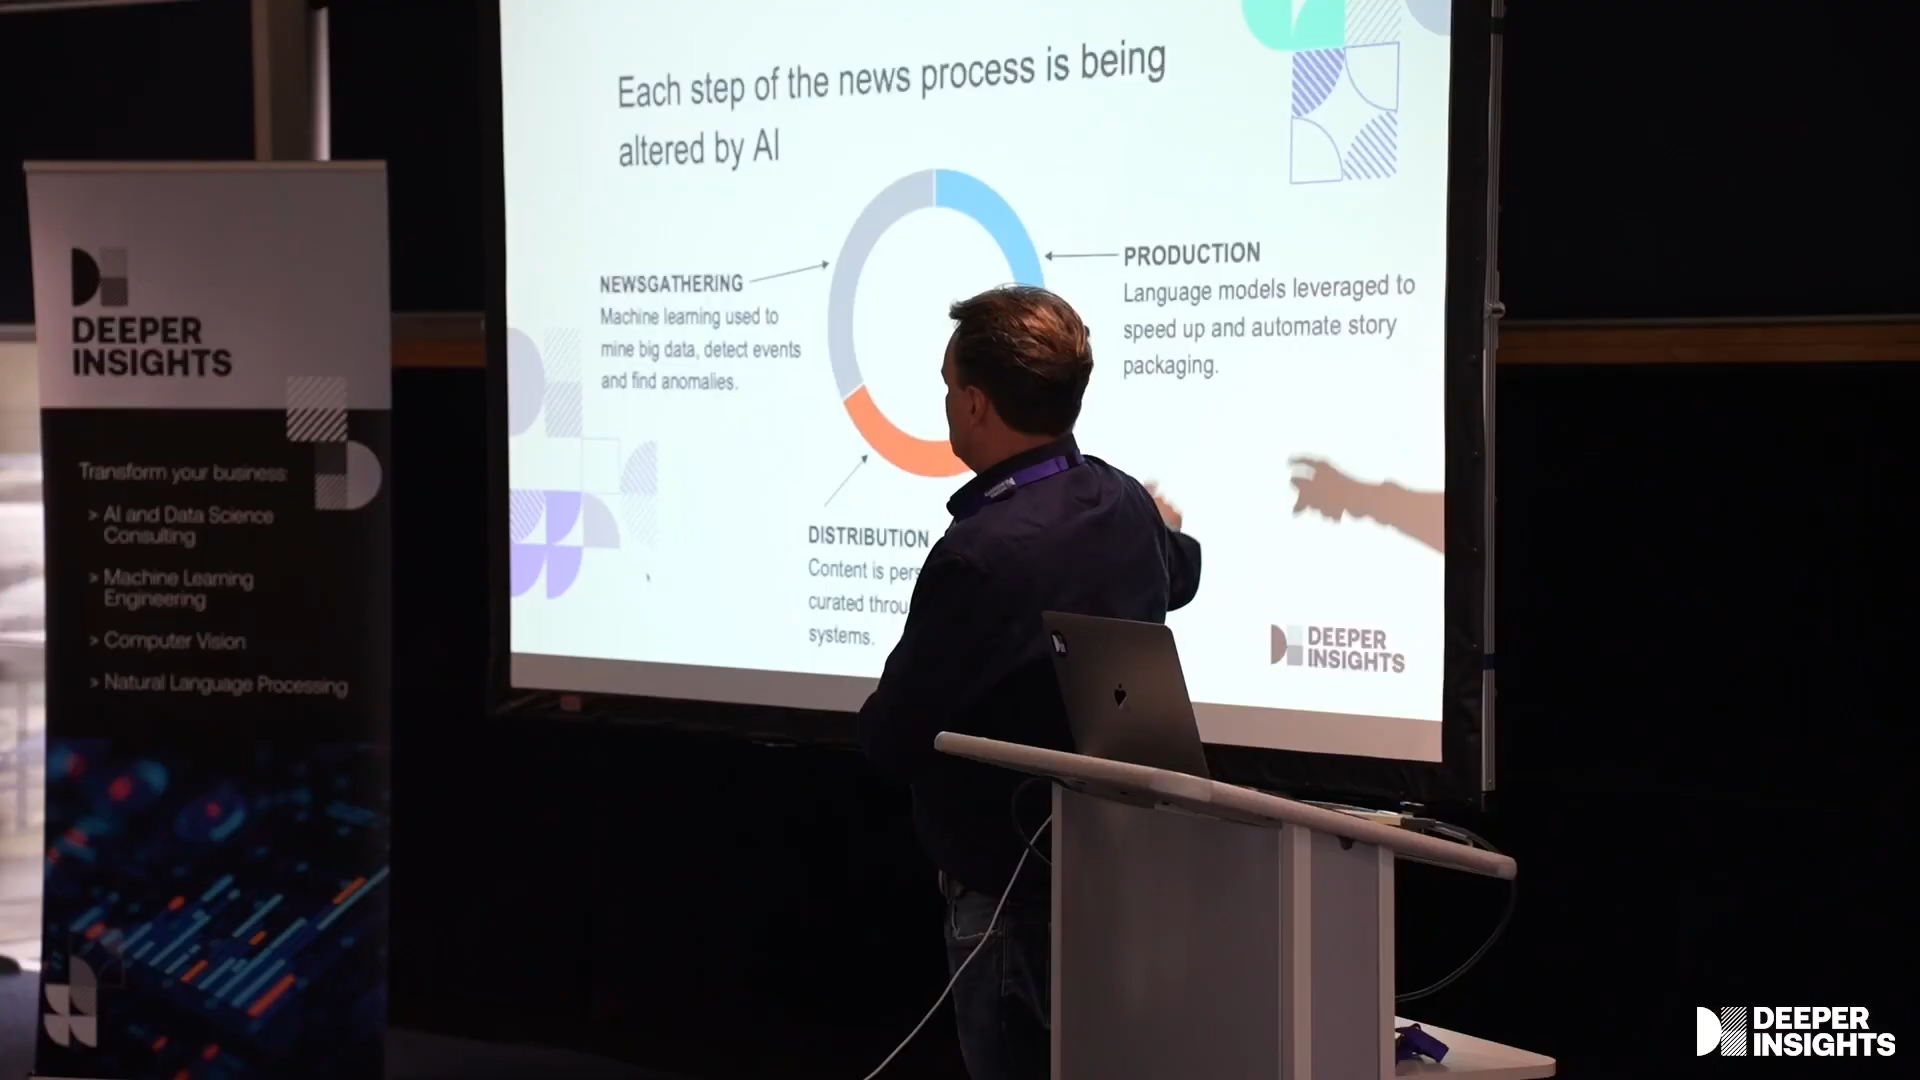 Each step of the news process is being
altered by AI
NEWSGATHERING
Machine learning used to
mine big data, detect events
and find anomalies.
PRODUCTION
Language models leveraged to
speed up and automate story
packaging.
DISTRIBUTION
Content is
curated
systems.
DEEPER
INSIGHTS
DEEPER
INSIGHTS
Transform your business:
> AI and Data Science
Consulting
> Machine Learning
Engineering
> Computer Vision
> Natural Language Processing
DEEPER
INSIGHTS